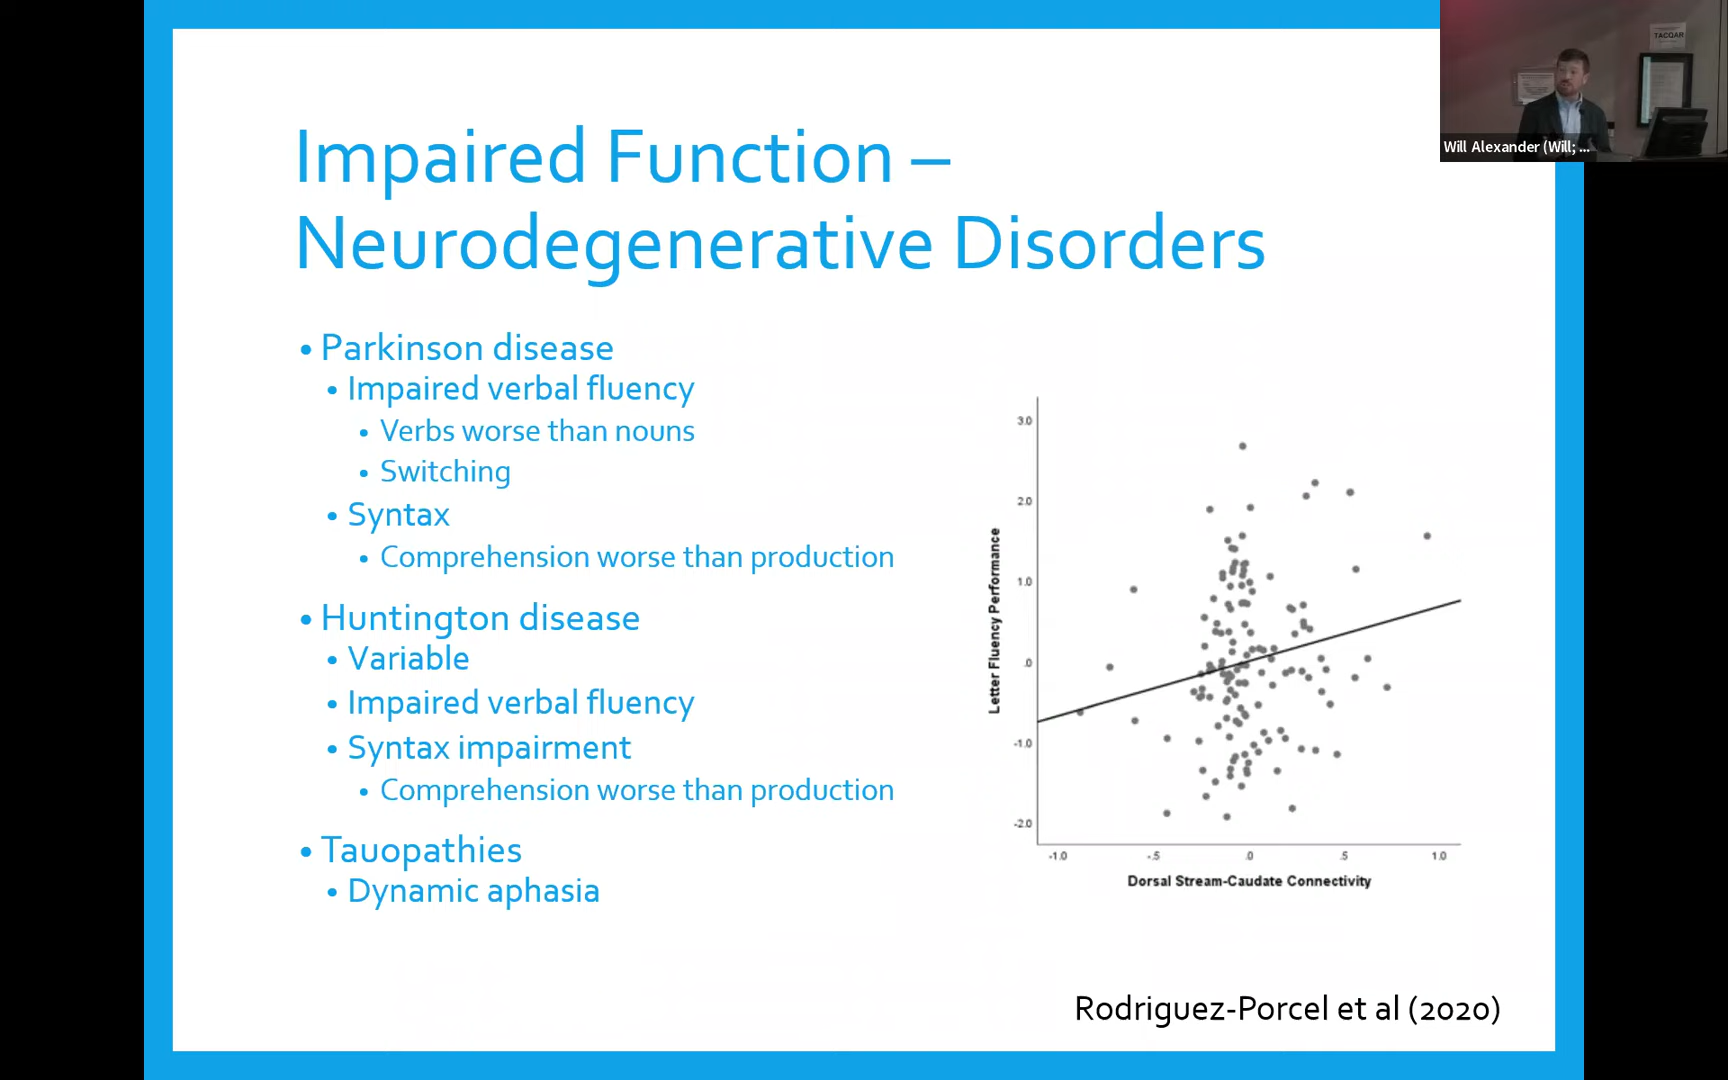 TACQAR
Will Alexander (Will; ...
Impaired Function –
Neurodegenerative Disorders
• Parkinson disease
• Impaired verbal fluency
• Verbs worse than nouns
• Switching
• Syntax
• Comprehension worse than production
• Huntington disease
• Variable
• Impaired verbal fluency
• Syntax impairment
• Comprehension worse than production
• Tauopathies
• Dynamic aphasia
Letter Fluency Performance
3.0
2.0
1.0
.0
-1.0
-2.0
-1.0 -.5 .0 .5 1.0
Dorsal Stream-Caudate Connectivity
Rodriguez-Porcel et al (2020)